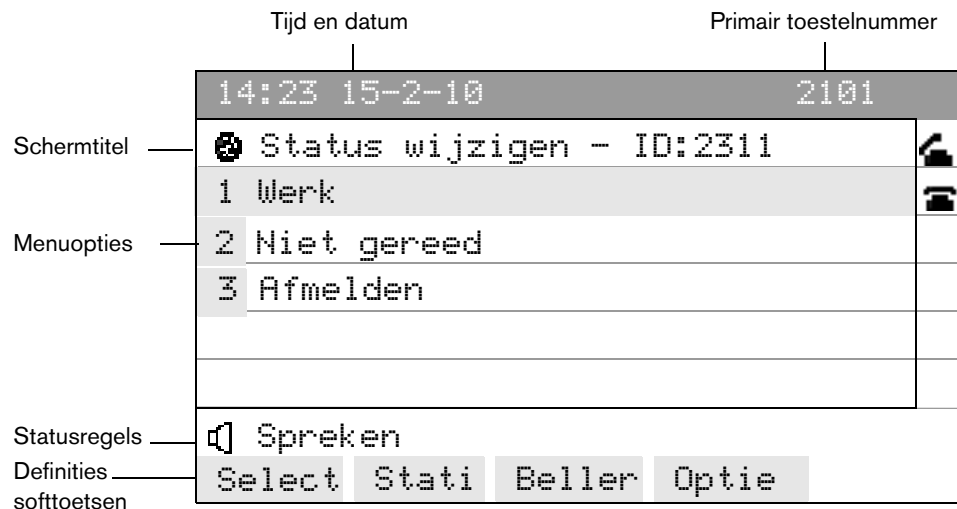 Tijd en datum Primair toestelnummer
14:23 15-2-10 2101
Schermtitel Status wijzigen - ID:2311
1 Werk
Menuopties 2 Niet gereed
3 Afmelden
Statusregels Spreken
Definities softtoetsen Select Stati Beller Optie